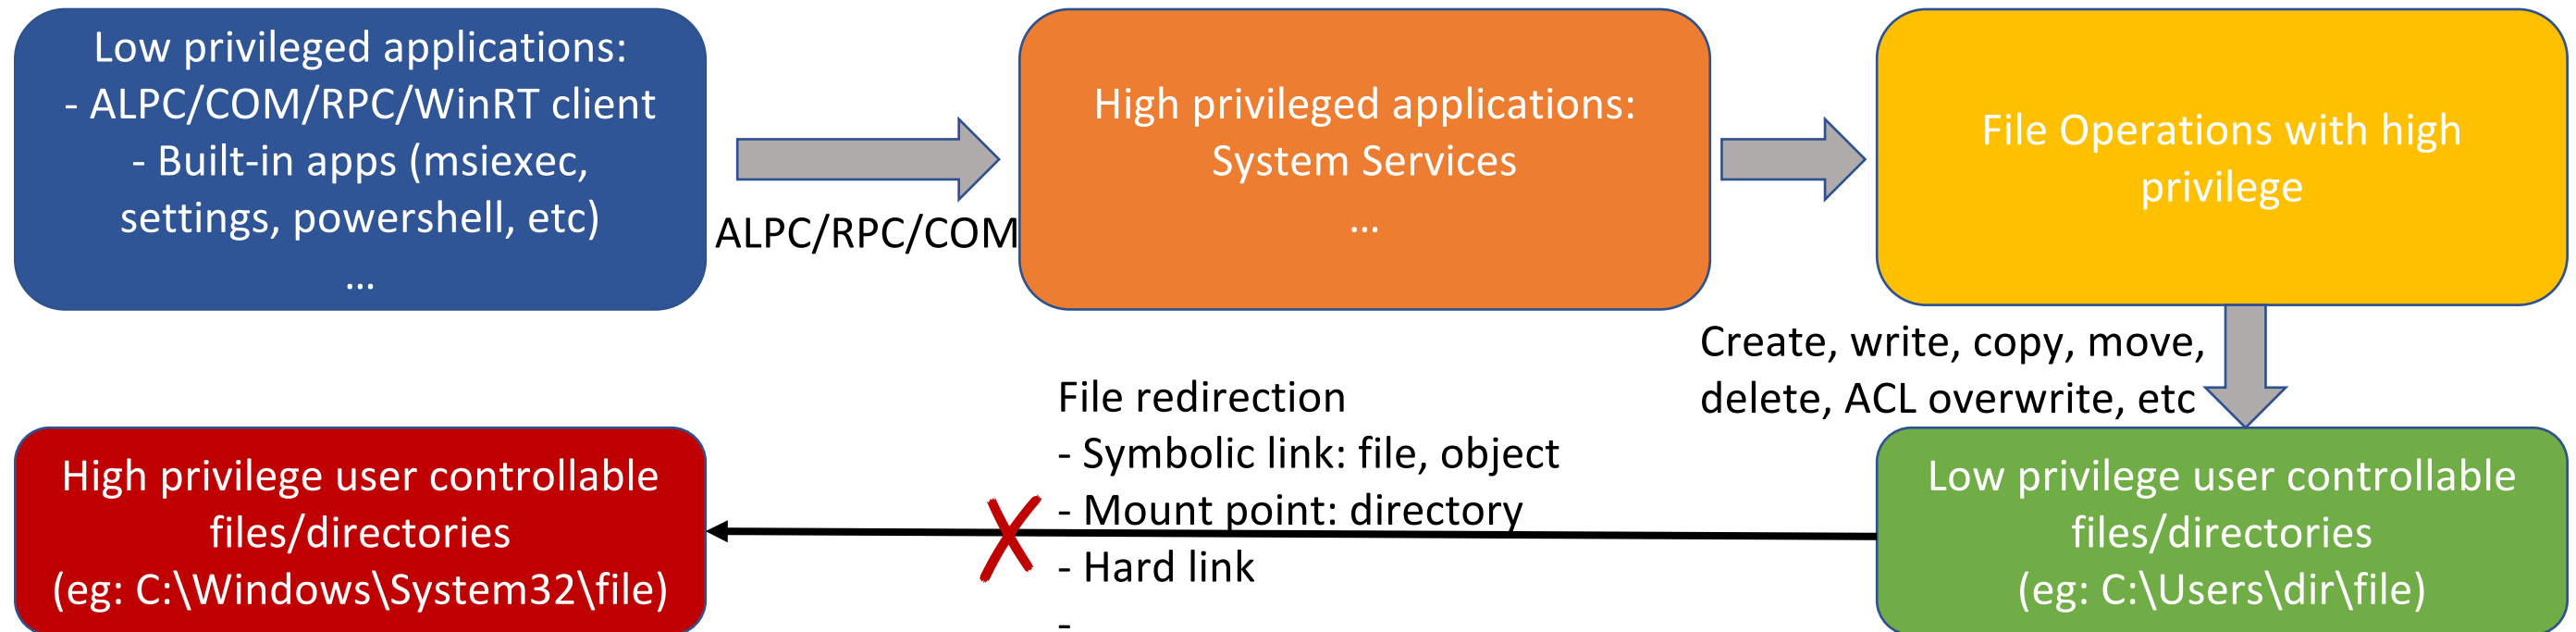 Low privileged applications:
- ALPC/COM/RPC/WinRT client
- Built-in apps (msiexec,
settings, powershell, etc)
...
ALPC/RPC/COM
High privileged applications:
System Services
...
File Operations with high
privilege
Create, write, copy, move,
delete, ACL overwrite, etc
Low privilege user controllable
files/directories
(eg: C:\Users\dir\file)
File redirection
- Symbolic link: file, object
- Mount point: directory
- Hard link
-
High privilege user controllable
files/directories
(eg: C:\Windows\System32\file)